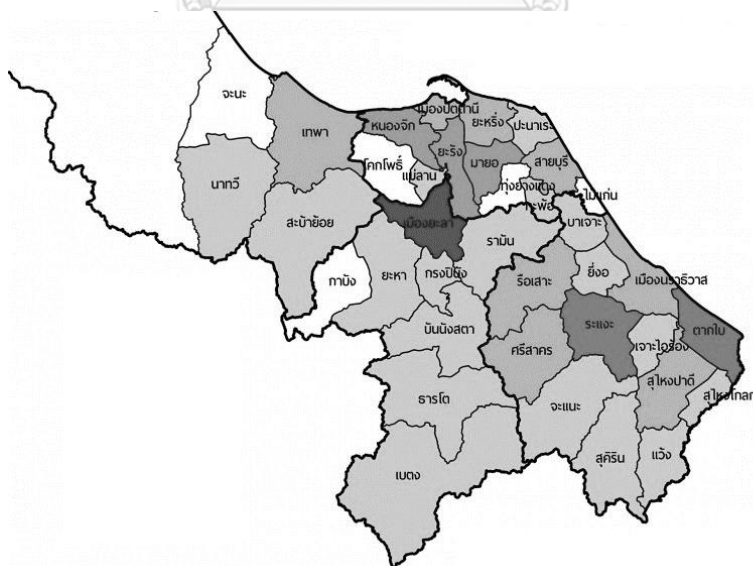 จะนะ
เทพา
หนองจิก
เมืองปัตตานี
ยะหริ่ง
ปะนาเระ
ยะรัง
มายอ
สายบุรี
โคกโพธิ์
แม่ลาน
ทุ่งยางแดง
กะพ้อ
ไม้แก่น
นาทวี
สะบ้าย้อย
เมืองยะลา
รามัน
บาเจาะ
กาบัง
ยะหา
กรงปินัง
รือเสาะ
ยี่งอ
เมืองนราธิวาส
บันนังสตา
ศรีสาคร
ระแงะ
เจาะไอร้อง
ตากใบ
ธารโต
จะแนะ
สุไหงปาดี
สุไหงโกลก
เบตง
สุคิริน
แว้ง